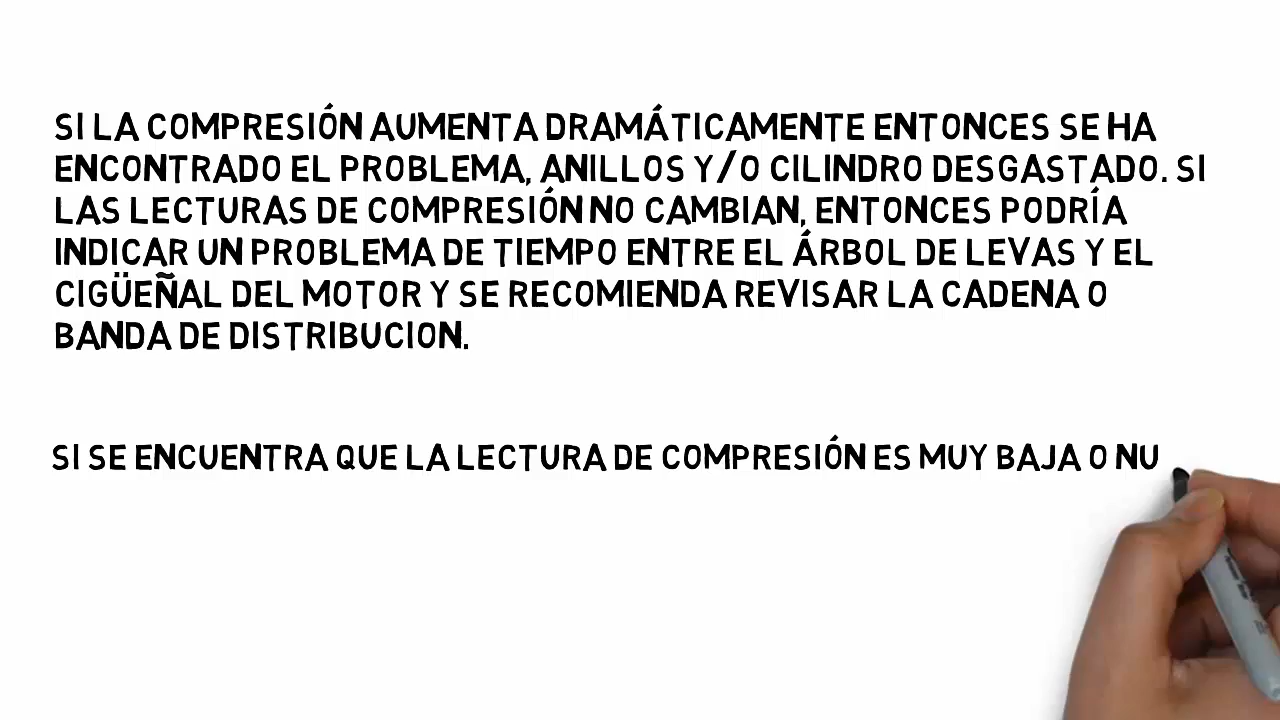 SI LA COMPRESIÓN AUMENTA DRAMÁTICAMENTE ENTONCES SE HA
ENCONTRADO EL PROBLEMA, ANILLOS Y/O CILINDRO DESGASTADO. SI
LAS LECTURAS DE COMPRESIÓN NO CAMBIAN, ENTONCES PODRÍA
INDICAR UN PROBLEMA DE TIEMPO ENTRE EL ÁRBOL DE LEVAS Y EL
CIGÜEÑAL DEL MOTOR Y SE RECOMIENDA REVISAR LA CADENA O
BANDA DE DISTRIBUCION.
SI SE ENCUENTRA QUE LA LECTURA DE COMPRESIÓN ES MUY BAJA O NU